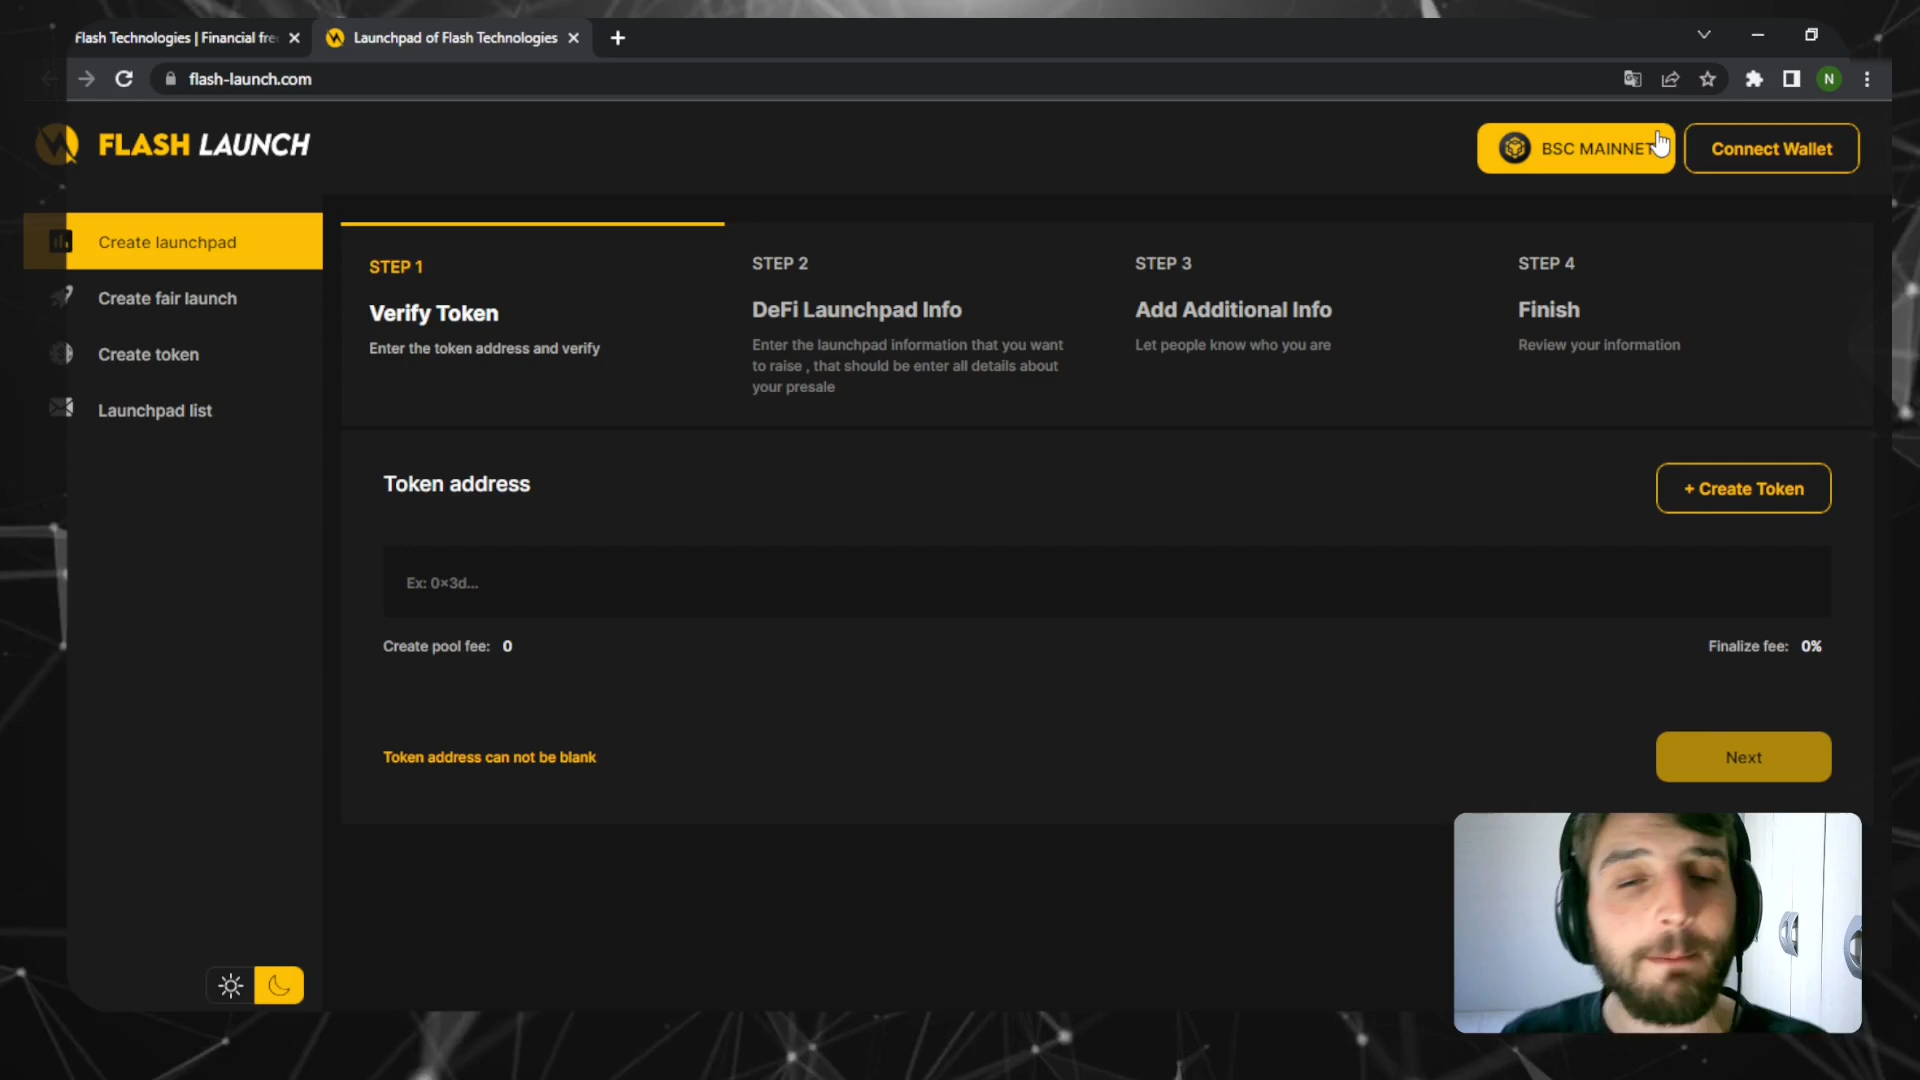 Flash Technologies | Financial fre
Launchpad of Flash Technologies
flash-launch.com
N
FLASH LAUNCH
BSC MAINNET
Connect Wallet
Create launchpad
Create fair launch
Create token
Launchpad list
STEP 1
Verify Token
Enter the token address and verify
STEP 2
DeFi Launchpad Info
Enter the launchpad information that you want
to raise , that should be enter all details about
your presale
STEP 3
Add Additional Info
Let people know who you are
STEP 4
Finish
Review your information
Token address
+ Create Token
Ex: 0x3d...
Create pool fee: 0
Finalize fee: 0%
Token address can not be blank
Next